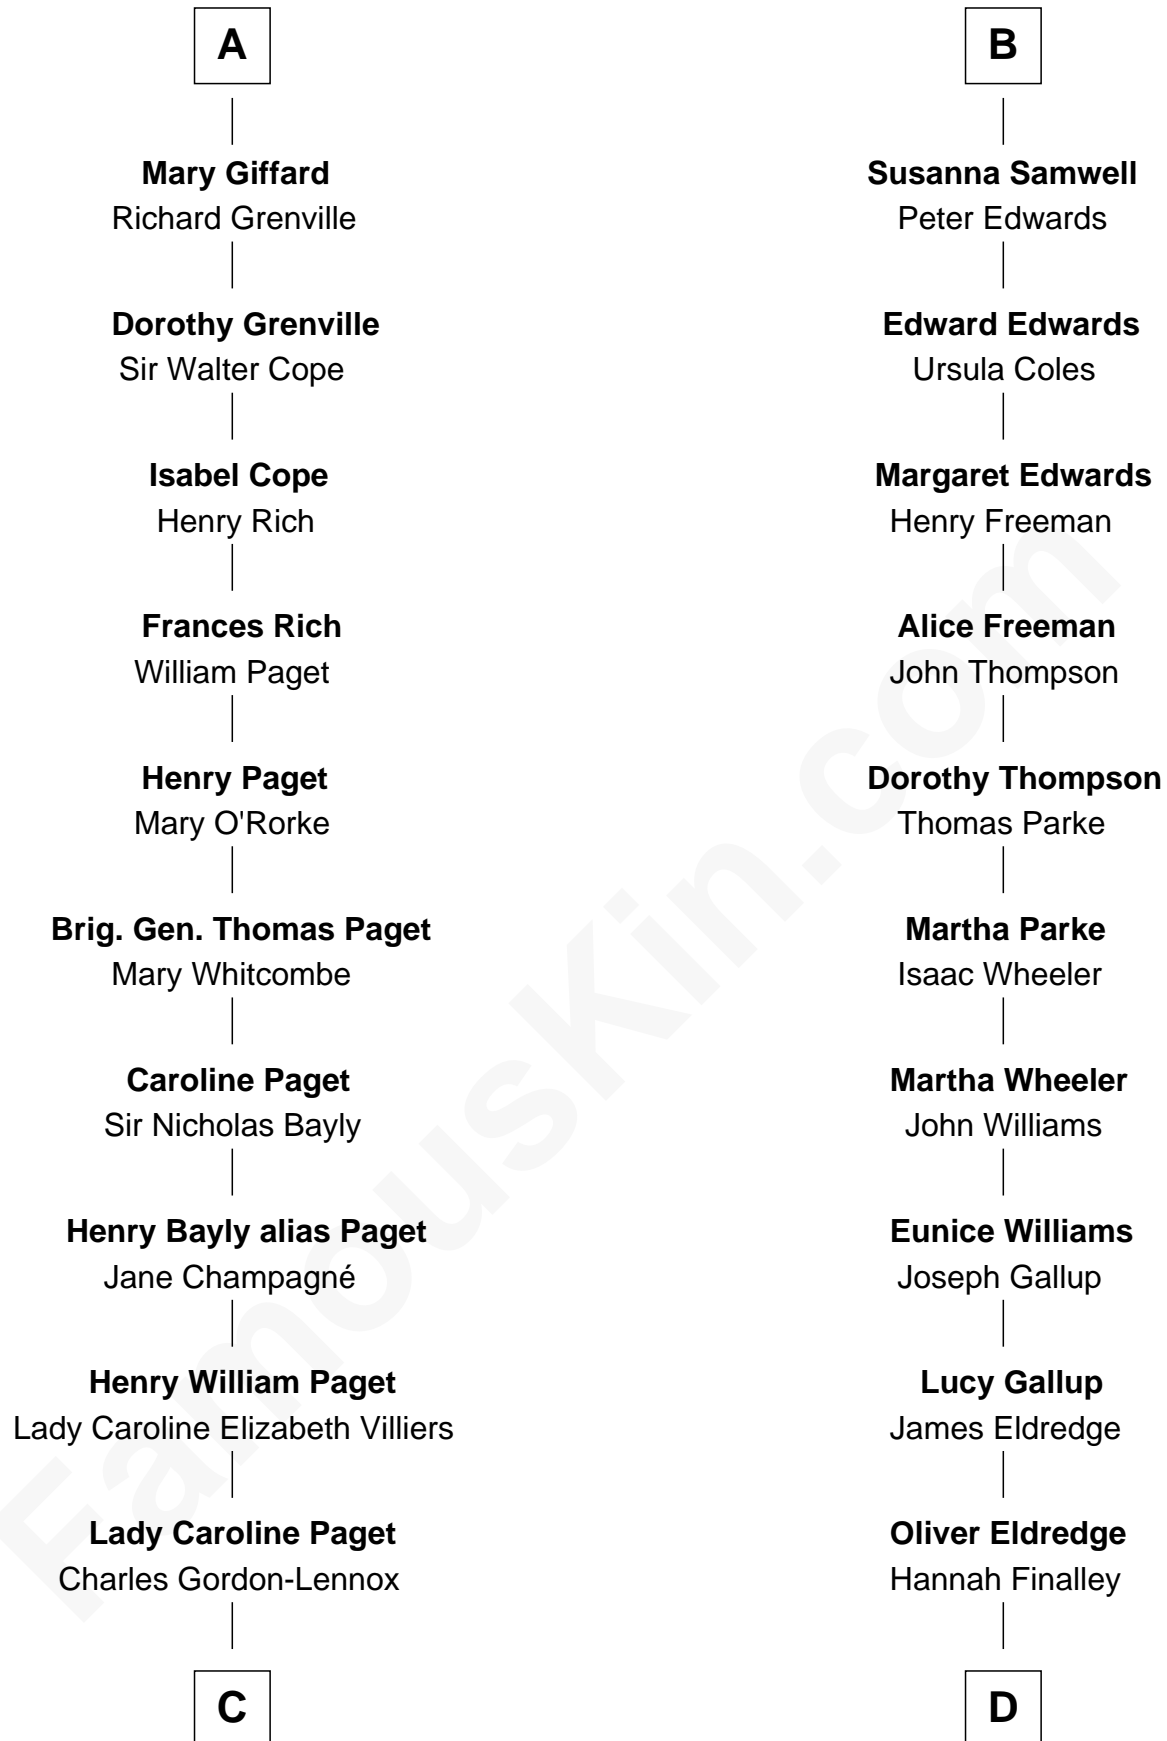 A
Mary Giffard
Richard Grenville
Dorothy Grenville
Sir Walter Cope
Isabel Cope
Henry Rich
Frances Rich
William Paget
Henry Paget
Mary O'Rorke
Brig. Gen. Thomas Paget
Mary Whitcombe
Caroline Paget
Sir Nicholas Bayly
Henry Bayly alias Paget
Jane Champagné
Henry William Paget
Lady Caroline Elizabeth Villiers
Lady Caroline Paget
Charles Gordon-Lennox
C
B
Susanna Samwell
Peter Edwards
Edward Edwards
Ursula Coles
Margaret Edwards
Henry Freeman
Alice Freeman
John Thompson
Dorothy Thompson
Thomas Parke
Martha Parke
Isaac Wheeler
Martha Wheeler
John Williams
Eunice Williams
Joseph Gallup
Lucy Gallup
James Eldredge
Oliver Eldredge
Hannah Finalley
D
FamousKin.com